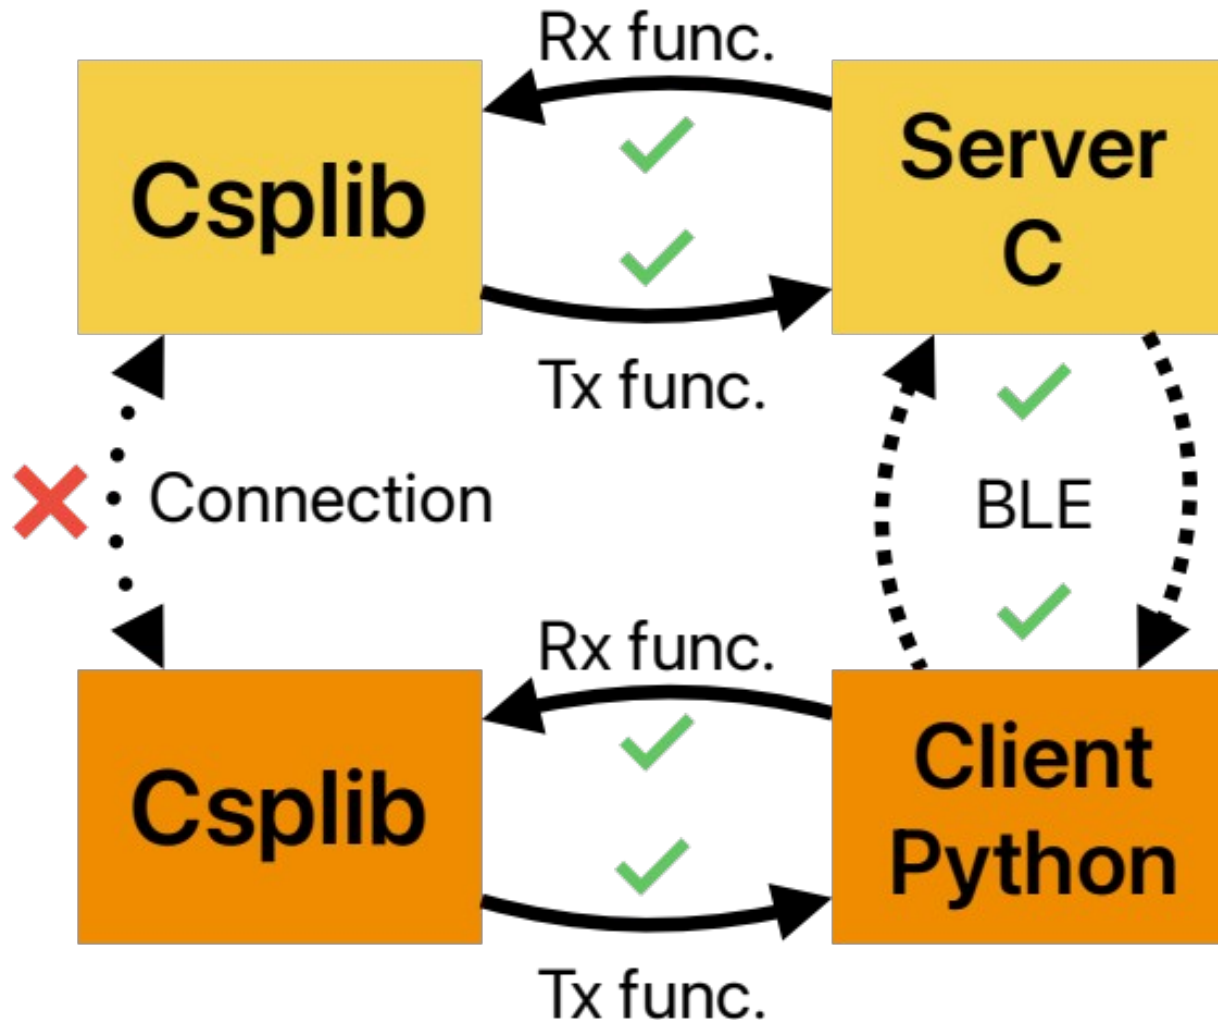 Rx func.
Csplib
Server
C
Tx func.
Connection
BLE
Rx func.
Csplib
Client
Python
Tx func.